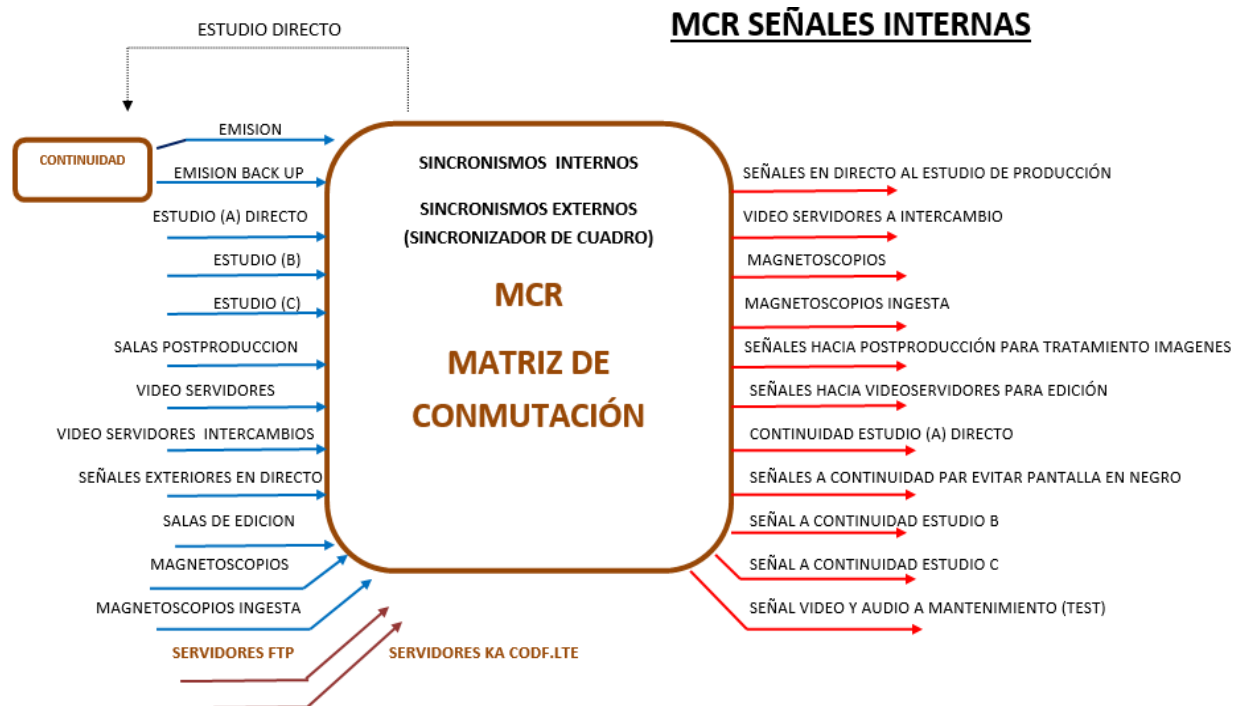 MCR SEÑALES INTERNAS
ESTUDIO DIRECTO
CONTINUIDAD
EMISION
EMISION BACK UP
ESTUDIO (A) DIRECTO
ESTUDIO (B)
ESTUDIO (C)
SALAS POSTPRODUCCION
VIDEO SERVIDORES
VIDEO SERVIDORES INTERCAMBIOS
SEÑALES EXTERIORES EN DIRECTO
SALAS DE EDICION
MAGNETOSCOPIOS
MAGNETOSCOPIOS INGESTA
SERVIDORES FTP
SERVIDORES KA CODF.LTE
SINCRONISMOS INTERNOS
SINCRONISMOS EXTERNOS
(SINCRONIZADOR DE CUADRO)
MCR
MATRIZ DE
CONMUTACIÓN
SEÑALES EN DIRECTO AL ESTUDIO DE PRODUCCIÓN
VIDEO SERVIDORES A INTERCAMBIO
MAGNETOSCOPIOS
MAGNETOSCOPIOS INGESTA
SEÑALES HACIA POSTPRODUCCIÓN PARA TRATAMIENTO IMAGENES
SEÑALES HACIA VIDEOSERVIDORES PARA EDICIÓN
CONTINUIDAD ESTUDIO (A) DIRECTO
SEÑALES A CONTINUIDAD PAR EVITAR PANTALLA EN NEGRO
SEÑAL A CONTINUIDAD ESTUDIO B
SEÑAL A CONTINUIDAD ESTUDIO C
SEÑAL VIDEO Y AUDIO A MANTENIMIENTO (TEST)